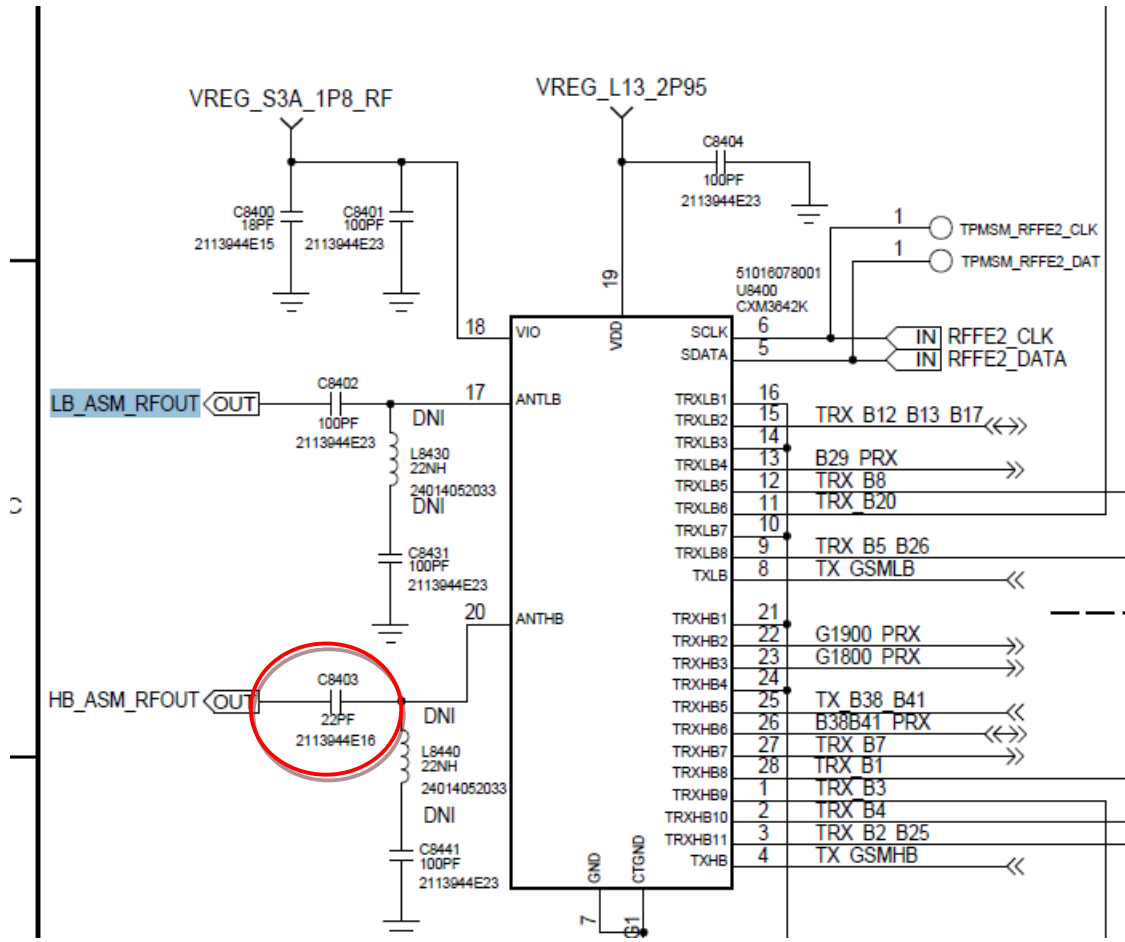 VREG_S3A_1P8_RF
VREG_L13_2P95
C8404
100PF
2113944E23
C8400
18PF
2113944E15
C8401
100PF
2113944E23
1
TPMSM_RFFE2_CLK
1
TPMSM_RFFE2_DAT
51016078001
U8400
CXM3642K
19
VDD
18
VIO
SCLK
6
IN
RFFE2_CLK
SDATA
5
IN
RFFE2_DATA
LB_ASM_RFOUT
OUT
C8402
100PF
2113944E23
17
ANTLB
DNI
L8430
22NH
24014052033
DNI
C8431
100PF
2113944E23
TRXLB1
16
TRXLB2
15
TRX_B12_B13_B17
TRXLB3
14
TRXLB4
13
B29_PRX
TRXLB5
12
TRX_B8
TRXLB6
11
TRX_B20
TRXLB7
10
TRXLB8
9
TRX_B5_B26
TXLB
8
TX_GSMLB
C
20
ANTHB
HB_ASM_RFOUT
OUT
C8403
22PF
2113944E16
DNI
L8440
22NH
24014052033
DNI
C8441
100PF
2113944E23
TRXHB1
21
TRXHB2
22
G1900_PRX
TRXHB3
23
G1800_PRX
TRXHB4
24
TRXHB5
25
TX_B38_B41
TRXHB6
26
B38B41_PRX
TRXHB7
27
TRX_B7
TRXHB8
28
TRX_B1
TRXHB9
1
TRX_B3
TRXHB10
2
TRX_B4
TRXHB11
3
TRX_B2_B25
TXHB
4
TX_GSMHB
GND
CTGND
7
G1